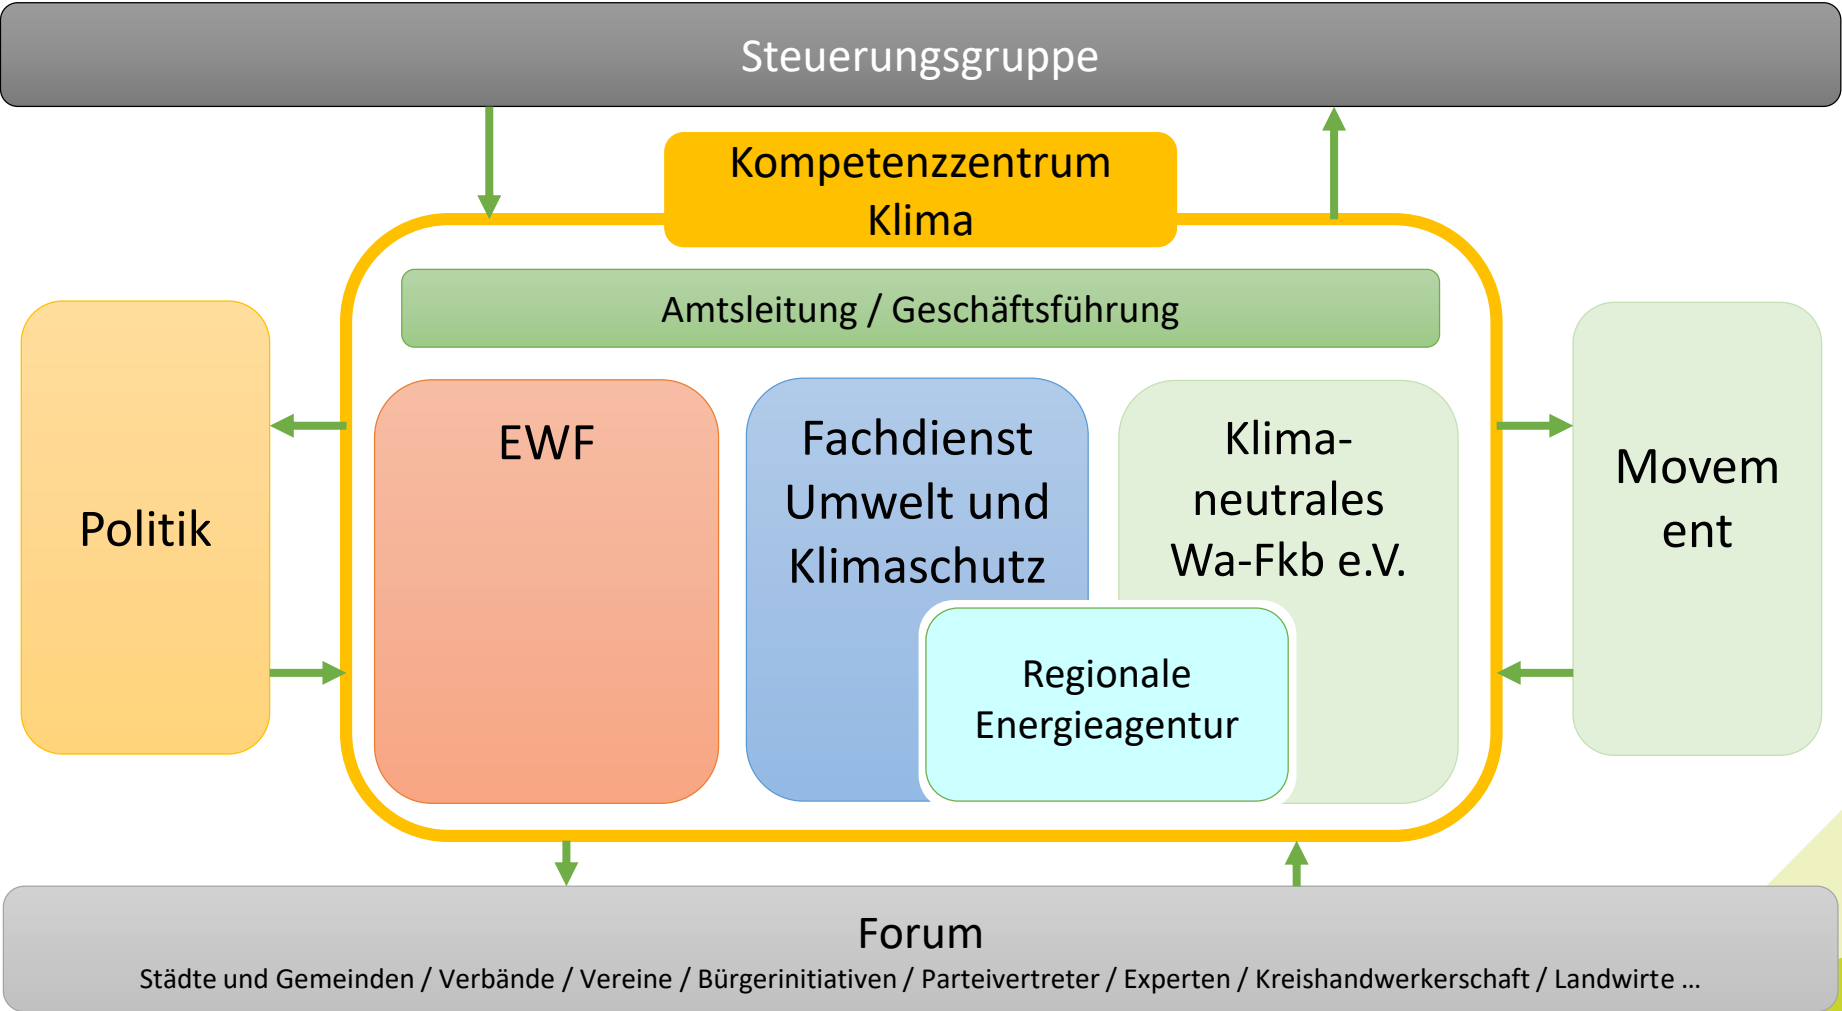 Steuerungsgruppe
Kompetenzzentrum
Klima
Amtsleitung / Geschäftsführung
Politik
EWF
Fachdienst
Umwelt und
Klimaschutz
Klima-
neutrales
Wa-Fkb e.V.
Regionale
Energieagentur
Movem
ent
Forum
Städte und Gemeinden / Verbände / Vereine / Bürgerinitiativen / Parteivertreter / Experten / Kreishandwerkerschaft / Landwirte ...